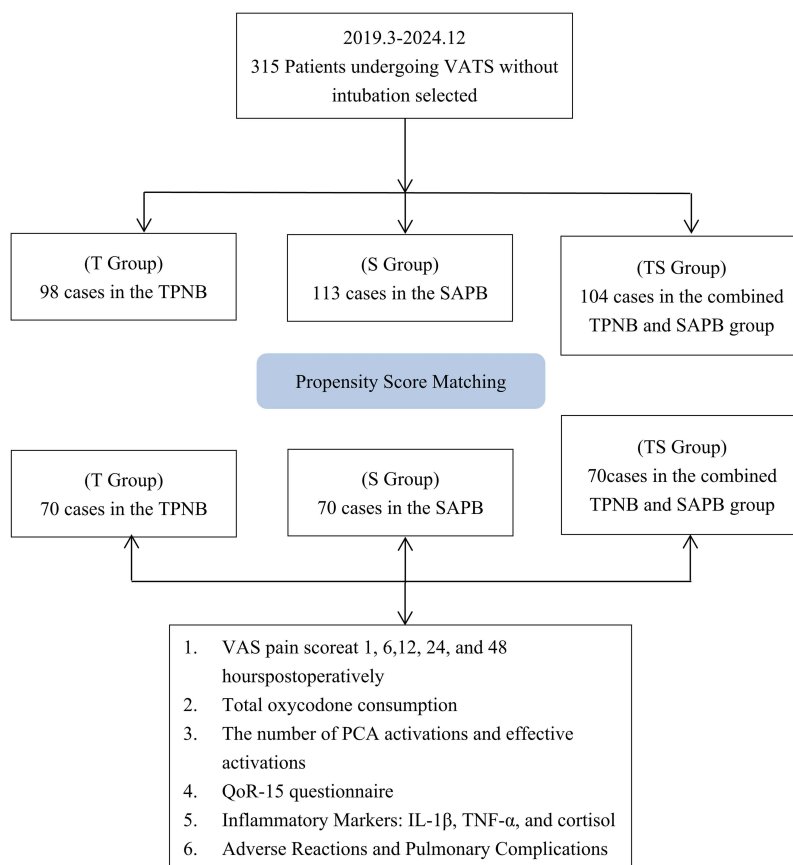 2019.3-2024.12
315 Patients undergoing VATS without
intubation selected
(T Group)
98 cases in the TPNB
(S Group)
113 cases in the SAPB
(TS Group)
104 cases in the combined
TPNB and SAPB group
Propensity Score Matching
(T Group)
70 cases in the TPNB
(S Group)
70 cases in the SAPB
(TS Group)
70cases in the combined
TPNB and SAPB group
1. VAS pain scoreat 1, 6,12, 24, and 48
hourspostoperatively
2. Total oxycodone consumption
3. The number of PCA activations and effective
activations
4. QoR-15 questionnaire
5. Inflammatory Markers: IL-1β, TNF-α, and cortisol
6. Adverse Reactions and Pulmonary Complications